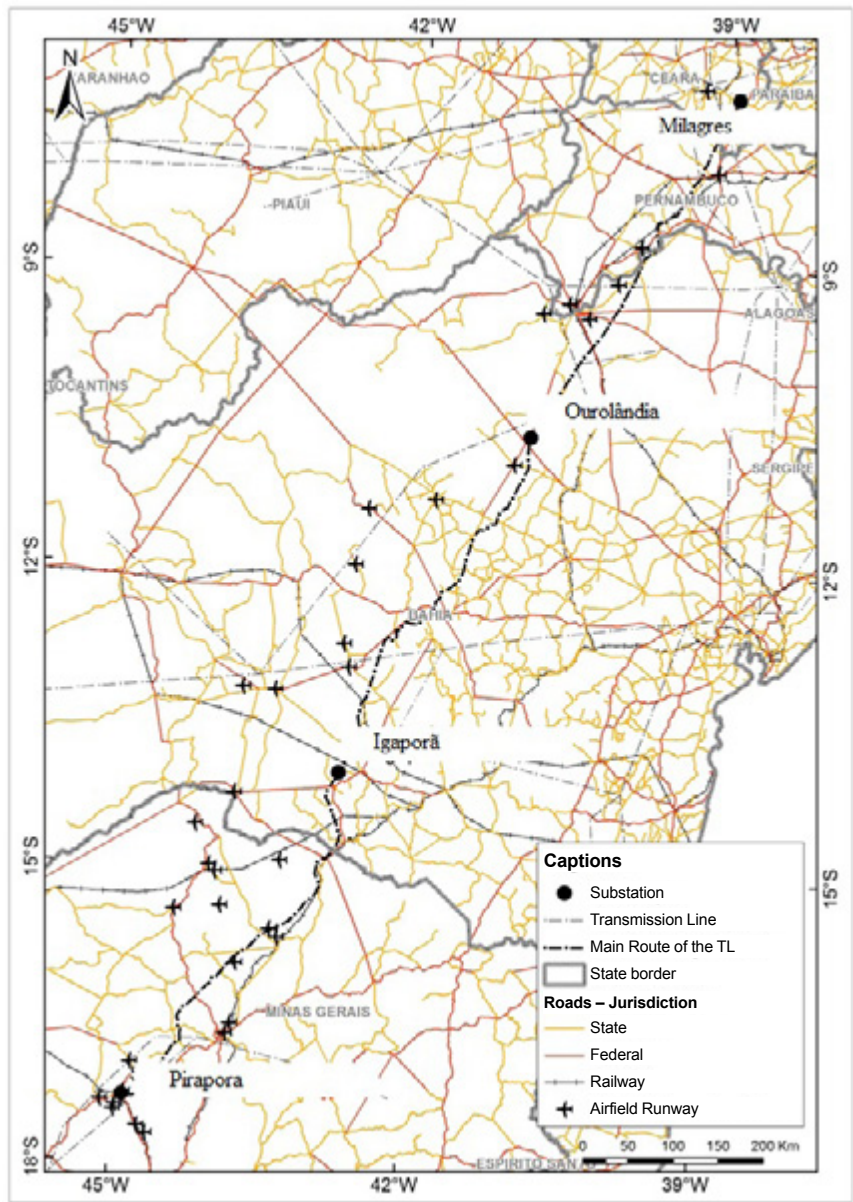 45°W 42°W 39°W
N
ARANHAO
CEARA
PARAIBA
Milagres
PIAUI
PERNAMBUCO
9°S
9°S
ALAGOAS
TOCANTINS
Ourolândia
SERGIPE
12°S
12°S
BAHIA
Igaporã
15°S
15°S
MINAS GERAIS
Pirapora
ESPIRITO SAN
18°S
45°W 42°W 39°W
Captions
Substation
Transmission Line
Main Route of the TL
State border
Roads – Jurisdiction
State
Federal
Railway
Airfield Runway
0 50 100 150 200 Km